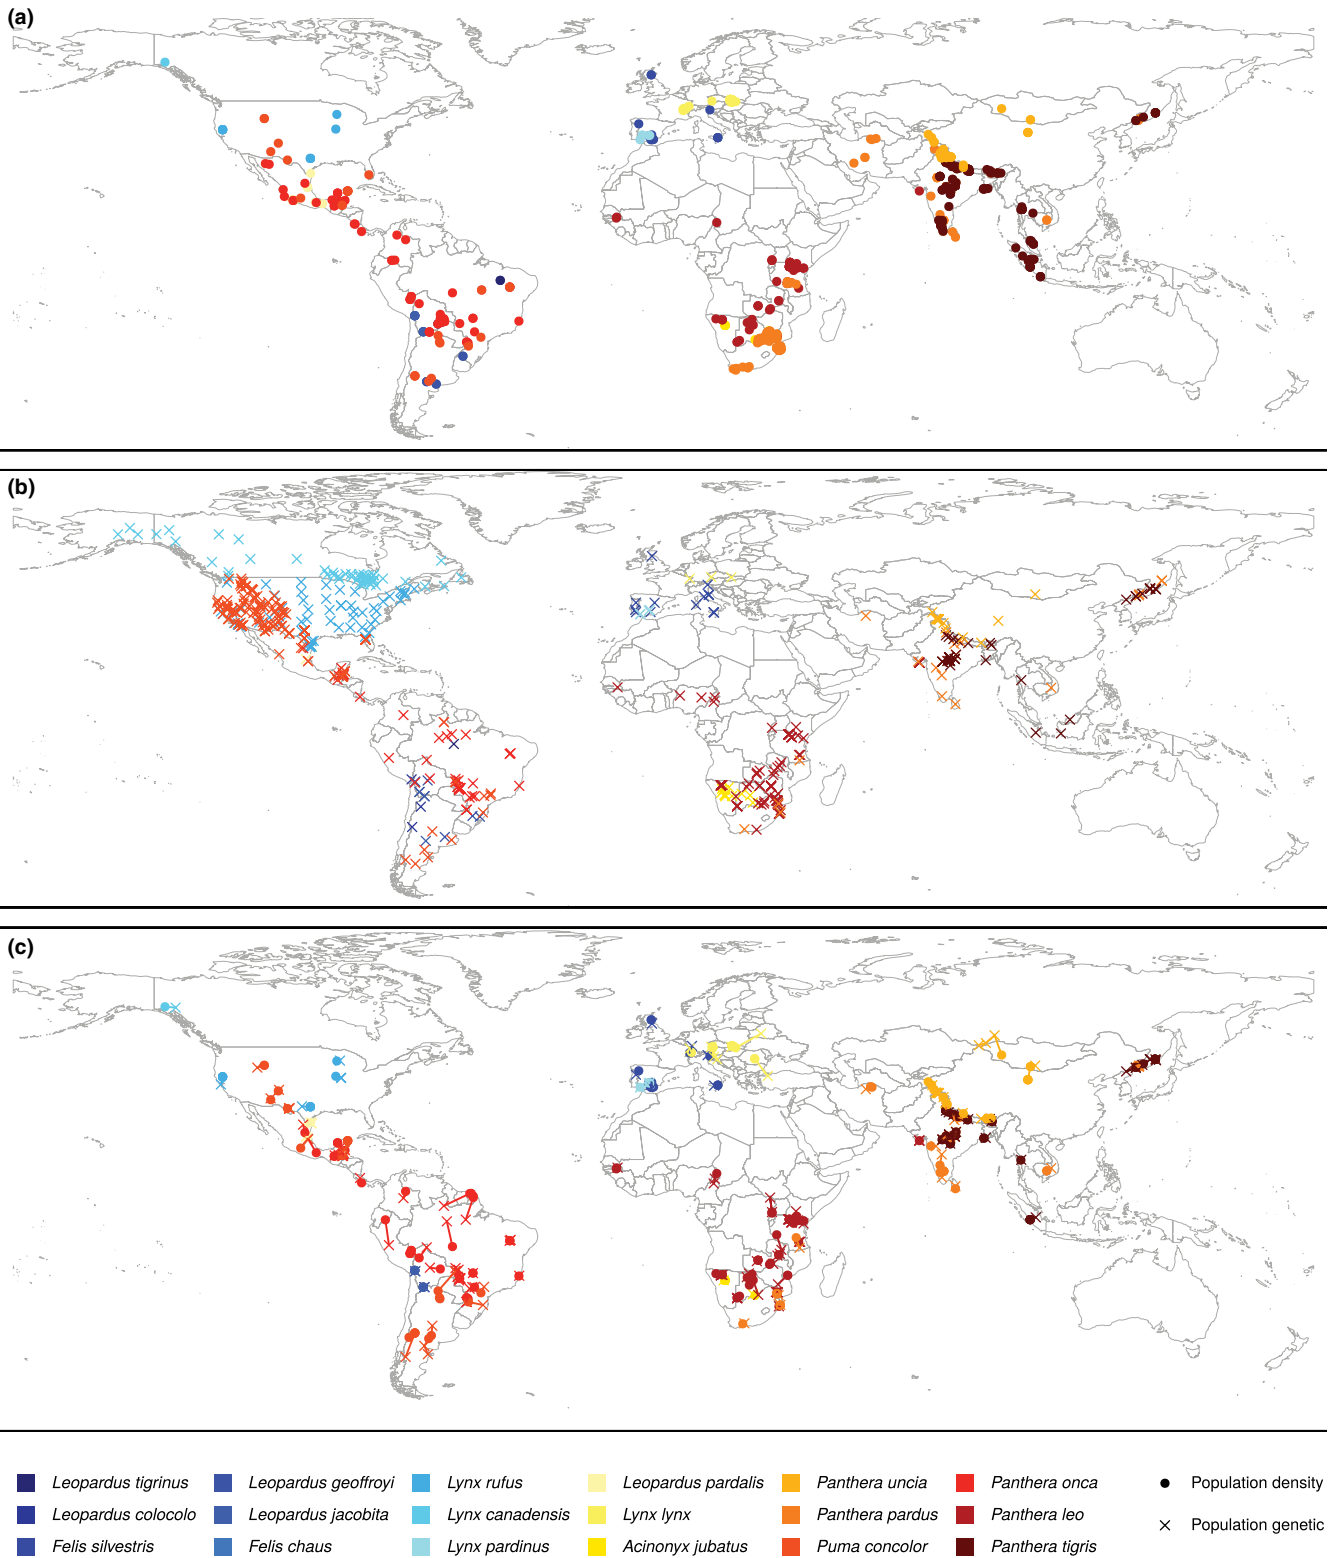 (a)
(b)
(c)
Leopardus tigrinus Leopardus geoffroyi Lynx rufus Leopardus pardalis Panthera uncia Panthera onca Population density
Leopardus colocolo Leopardus jacobita Lynx canadensis Lynx lynx Panthera pardus Panthera leo Population genetic
Felis silvestris Felis chaus Lynx pardinus Acinonyx jubatus Puma concolor Panthera tigris